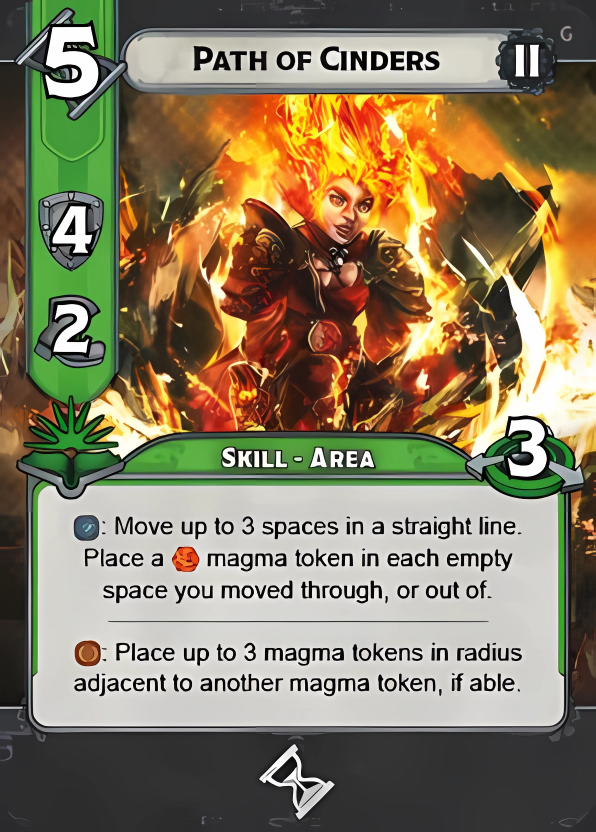 5
PATH OF CINDERS
II
G
4
2
SKILL - AREA
3
: Move up to 3 spaces in a straight line.
Place a magma token in each empty
space you moved through, or out of.
: Place up to 3 magma tokens in radius
adjacent to another magma token, if able.